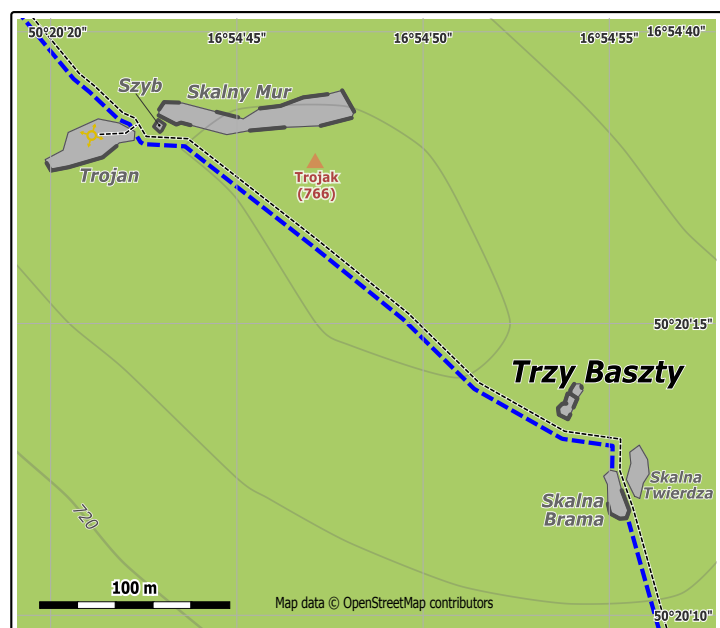 50°20'20"
16°54'45"
16°54'50"
16°54'55"
16°54'40"
Szyb
Skalny Mur
Trojan
Trojak
(766)
50°20'15"
Trzy Baszty
Skalna
Twierdza
Skalna
Brama
720
100 m
Map data © OpenStreetMap contributors
50°20'10"